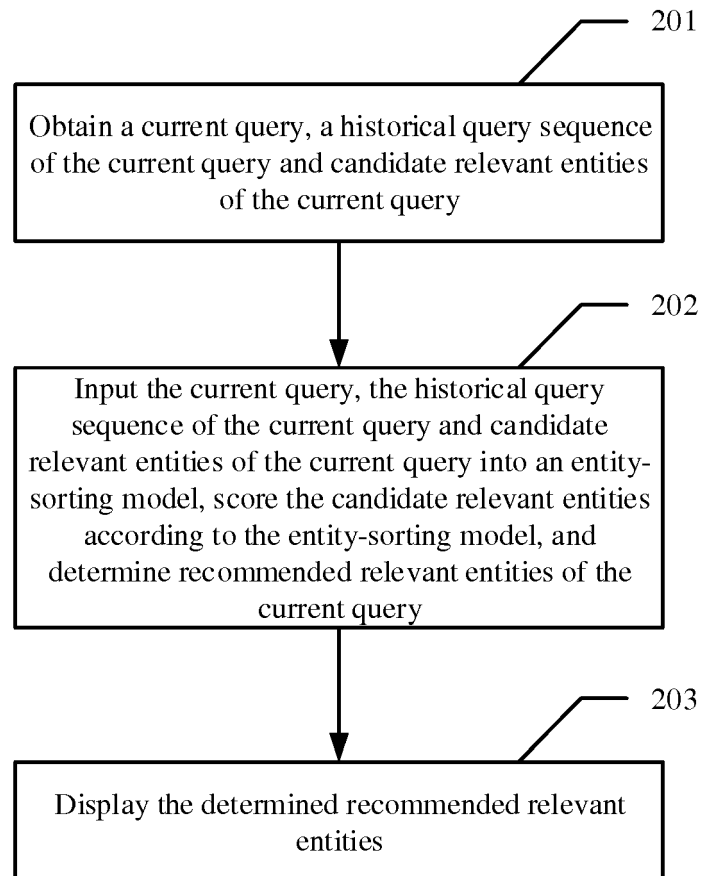 201
Obtain a current query, a historical query sequence
of the current query and candidate relevant entities
of the current query
202
Input the current query, the historical query
sequence of the current query and candidate
relevant entities of the current query into an entity-
sorting model, score the candidate relevant entities
according to the entity-sorting model, and
determine recommended relevant entities of the
current query
203
Display the determined recommended relevant
entities